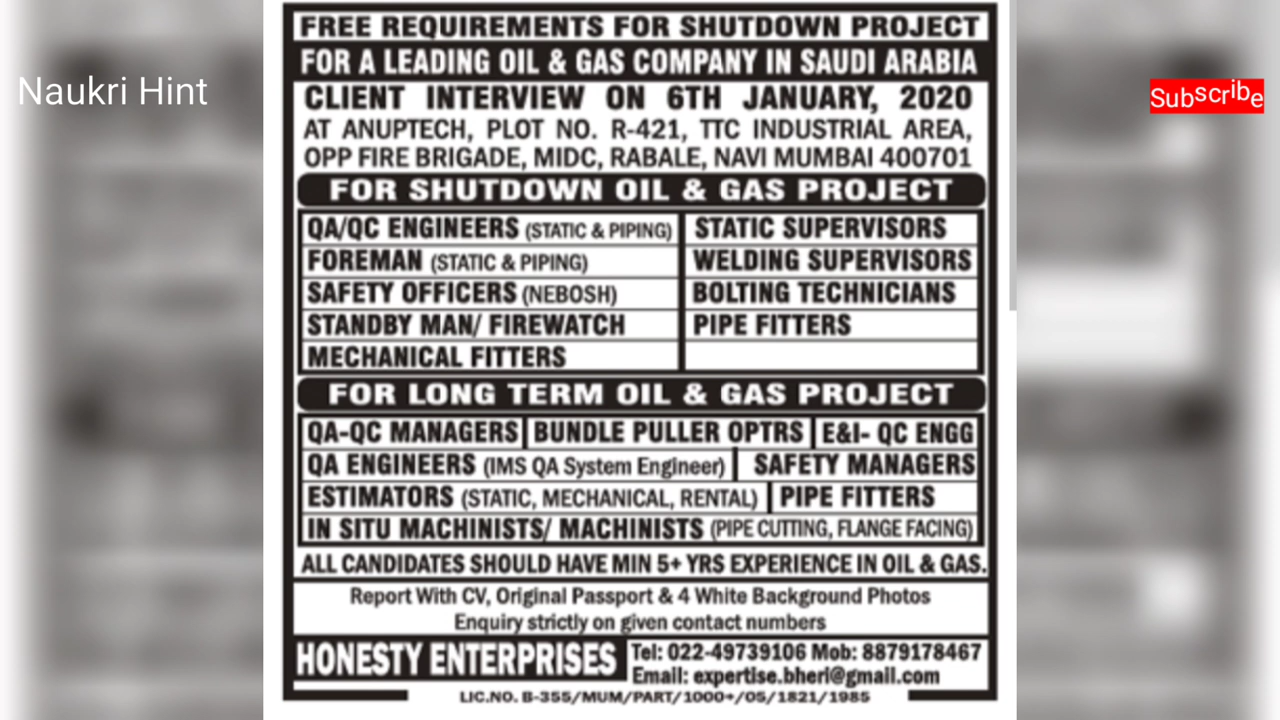 Naukri Hint
Subscribe
FREE REQUIREMENTS FOR SHUTDOWN PROJECT
FOR A LEADING OIL & GAS COMPANY IN SAUDI ARABIA
CLIENT INTERVIEW ON 6TH JANUARY, 2020
AT ANUPTECH, PLOT NO. R-421, TTC INDUSTRIAL AREA,
OPP FIRE BRIGADE, MIDC, RABALE, NAVI MUMBAI 400701
FOR SHUTDOWN OIL & GAS PROJECT
QA/QC ENGINEERS (STATIC & PIPING) STATIC SUPERVISORS
FOREMAN (STATIC & PIPING) WELDING SUPERVISORS
SAFETY OFFICERS (NEBOSH) BOLTING TECHNICIANS
STANDBY MAN/ FIREWATCH PIPE FITTERS
MECHANICAL FITTERS
FOR LONG TERM OIL & GAS PROJECT
QA-QC MANAGERS BUNDLE PULLER OPTRS E&I- QC ENGG
QA ENGINEERS (IMS QA System Engineer) SAFETY MANAGERS
ESTIMATORS (STATIC, MECHANICAL, RENTAL) PIPE FITTERS
IN SITU MACHINISTS/ MACHINISTS (PIPE CUTTING, FLANGE FACING)
ALL CANDIDATES SHOULD HAVE MIN 5+ YRS EXPERIENCE IN OIL & GAS.
Report With CV, Original Passport & 4 White Background Photos
Enquiry strictly on given contact numbers
HONESTY ENTERPRISES Tel: 022-49739106 Mob: 8879178467
Email: expertise.bheri@gmail.com
LIC.NO. B-355/MUM/PART/1000+/05/1821/1985